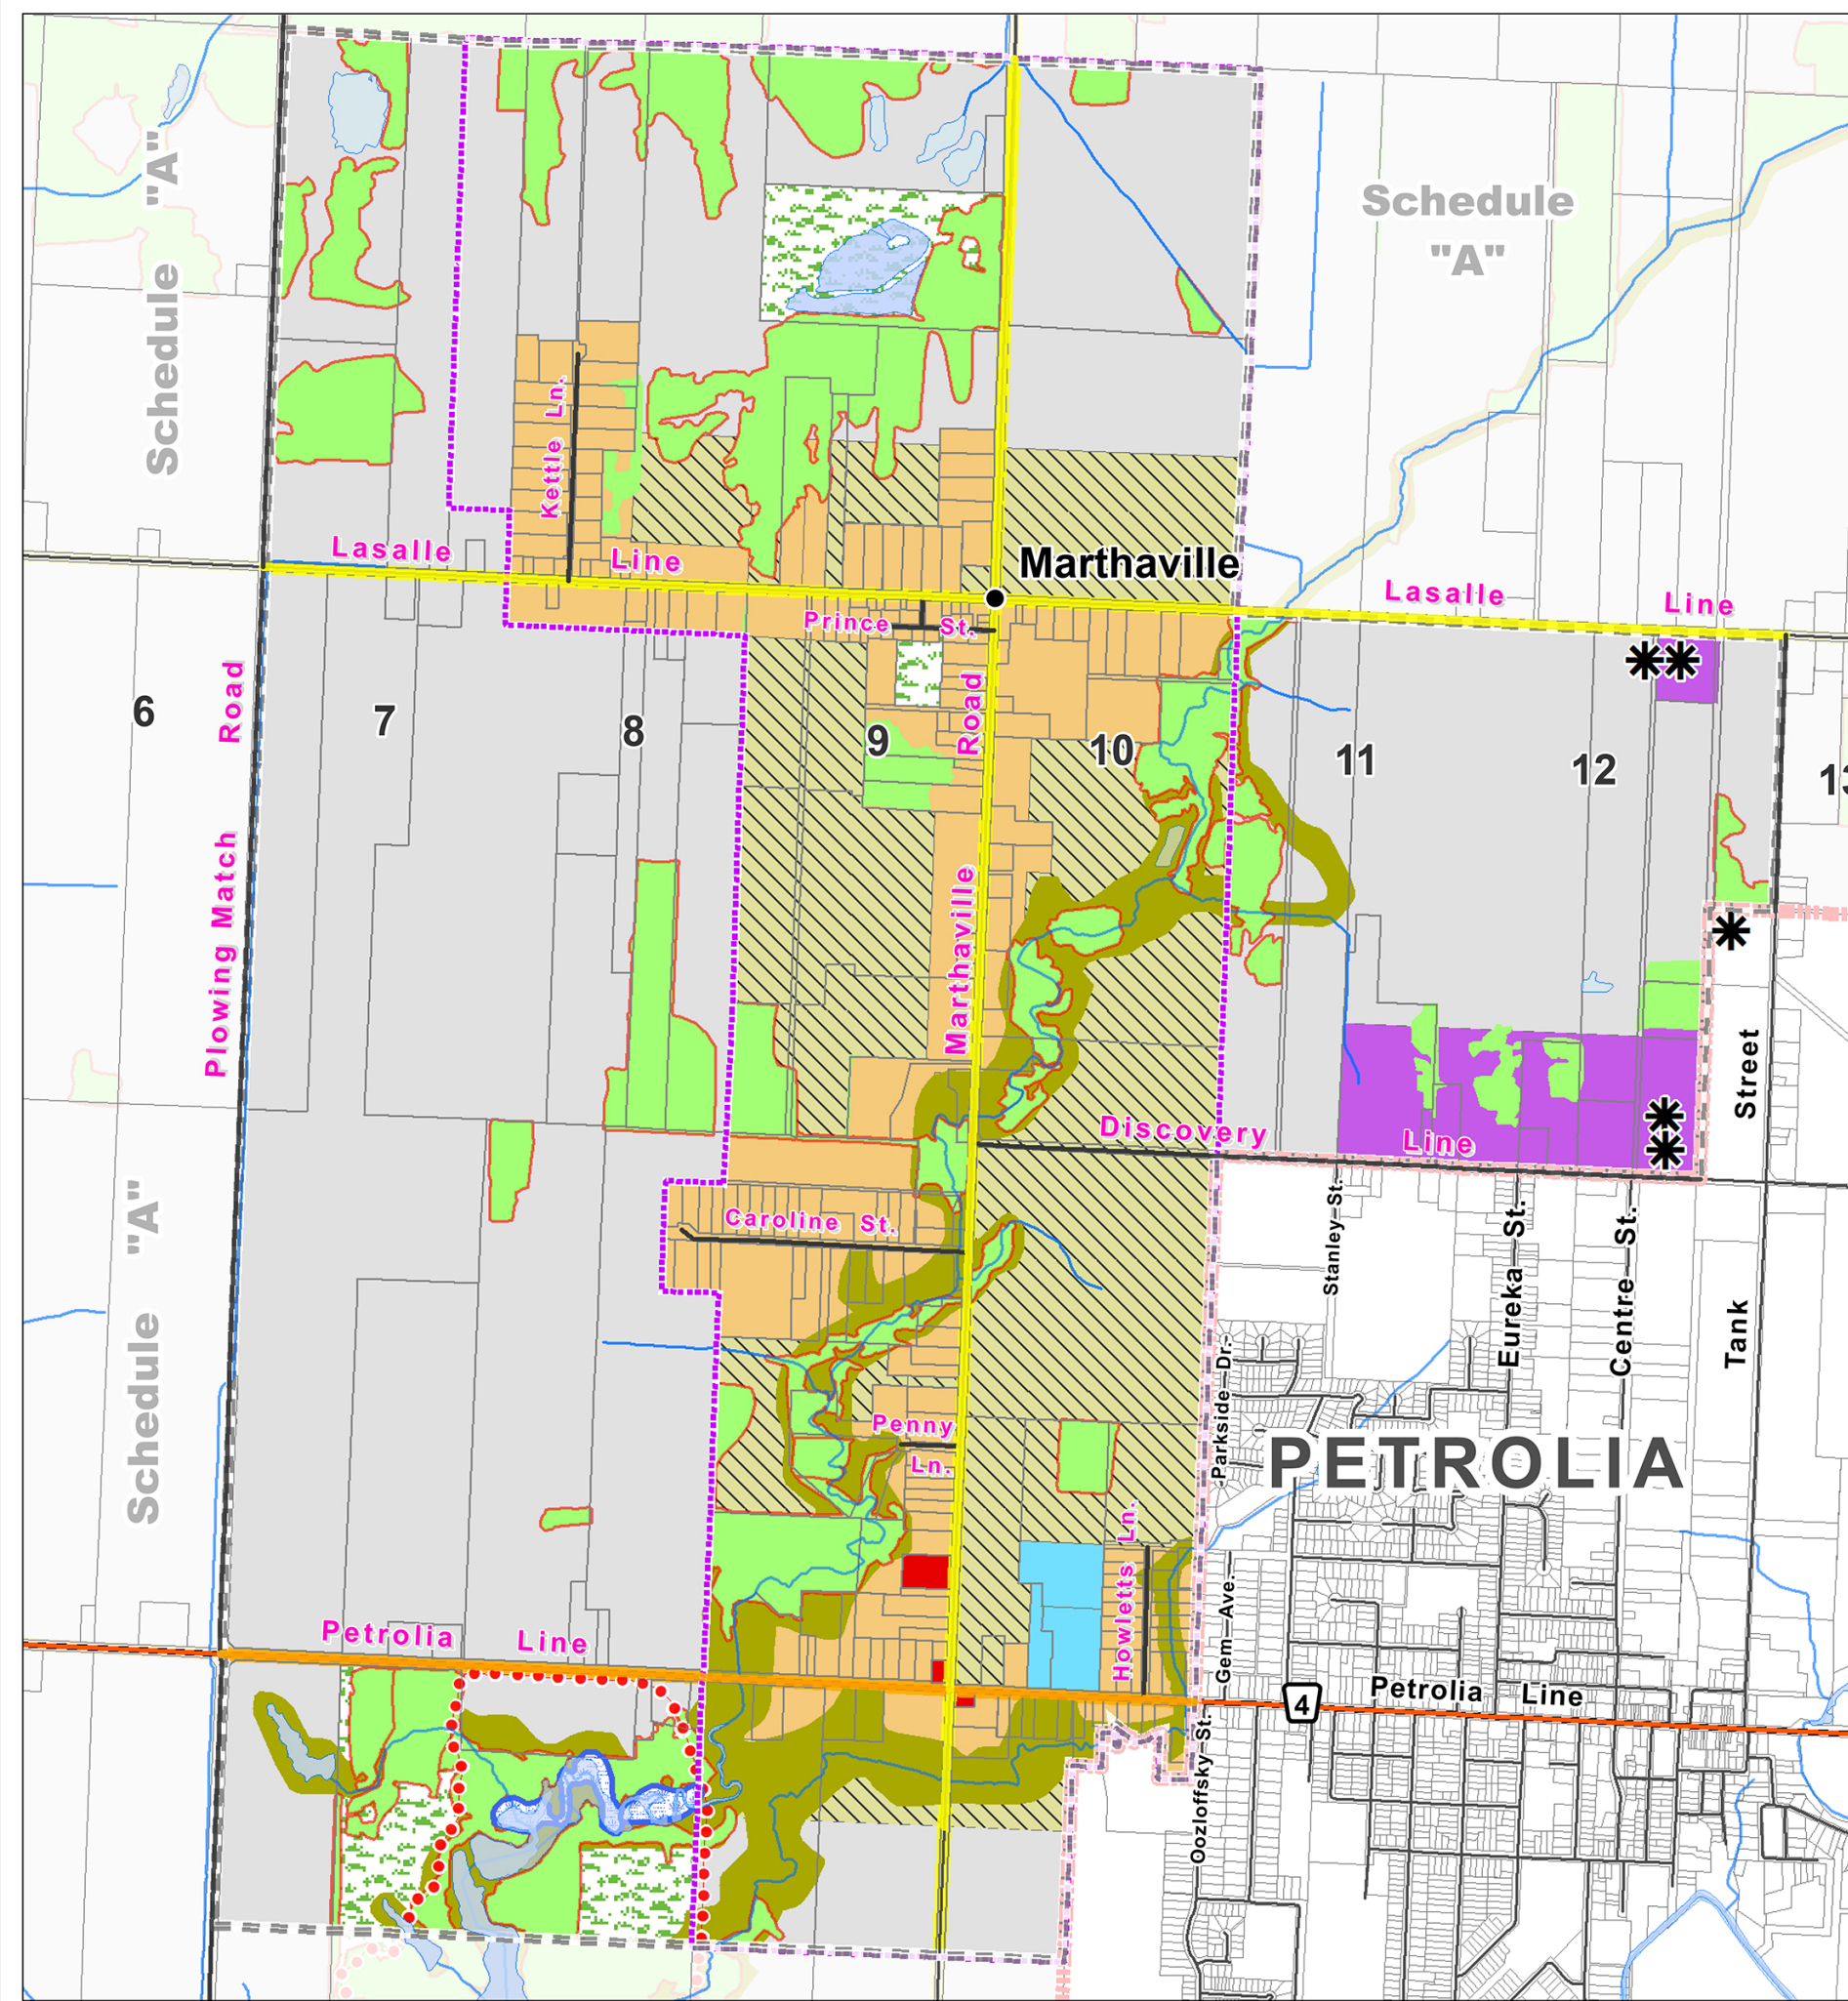 Schedule "A"
Schedule
"A"
Kettle Ln.
Lasalle Line
Marthaville
Lasalle Line
Prince St.
Plowing Match Road
6
7
8
9
10
11
12
Marthaville Road
Discovery Line
Street
Tank
Caroline St.
Stanley St.
Eureka St.
Centre St.
Schedule "A"
Parkside Dr.
Penny
Ln.
PETROLIA
Howletts Ln.
Gem Ave.
Petrolia Line
4
Petrolia Line
Oozloffsky St.